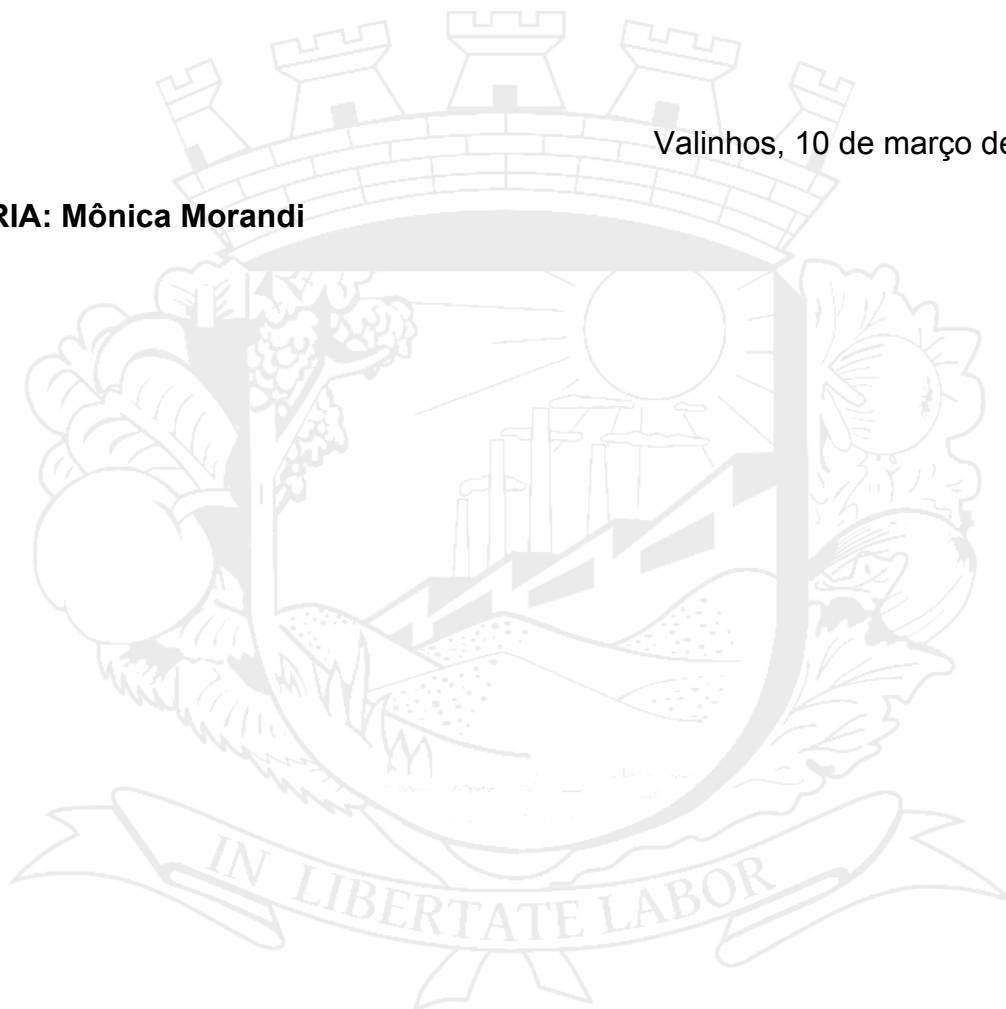 Valinhos, 10 de março de
RIA: Mônica Morandi
IN LIBERTATE LABOR